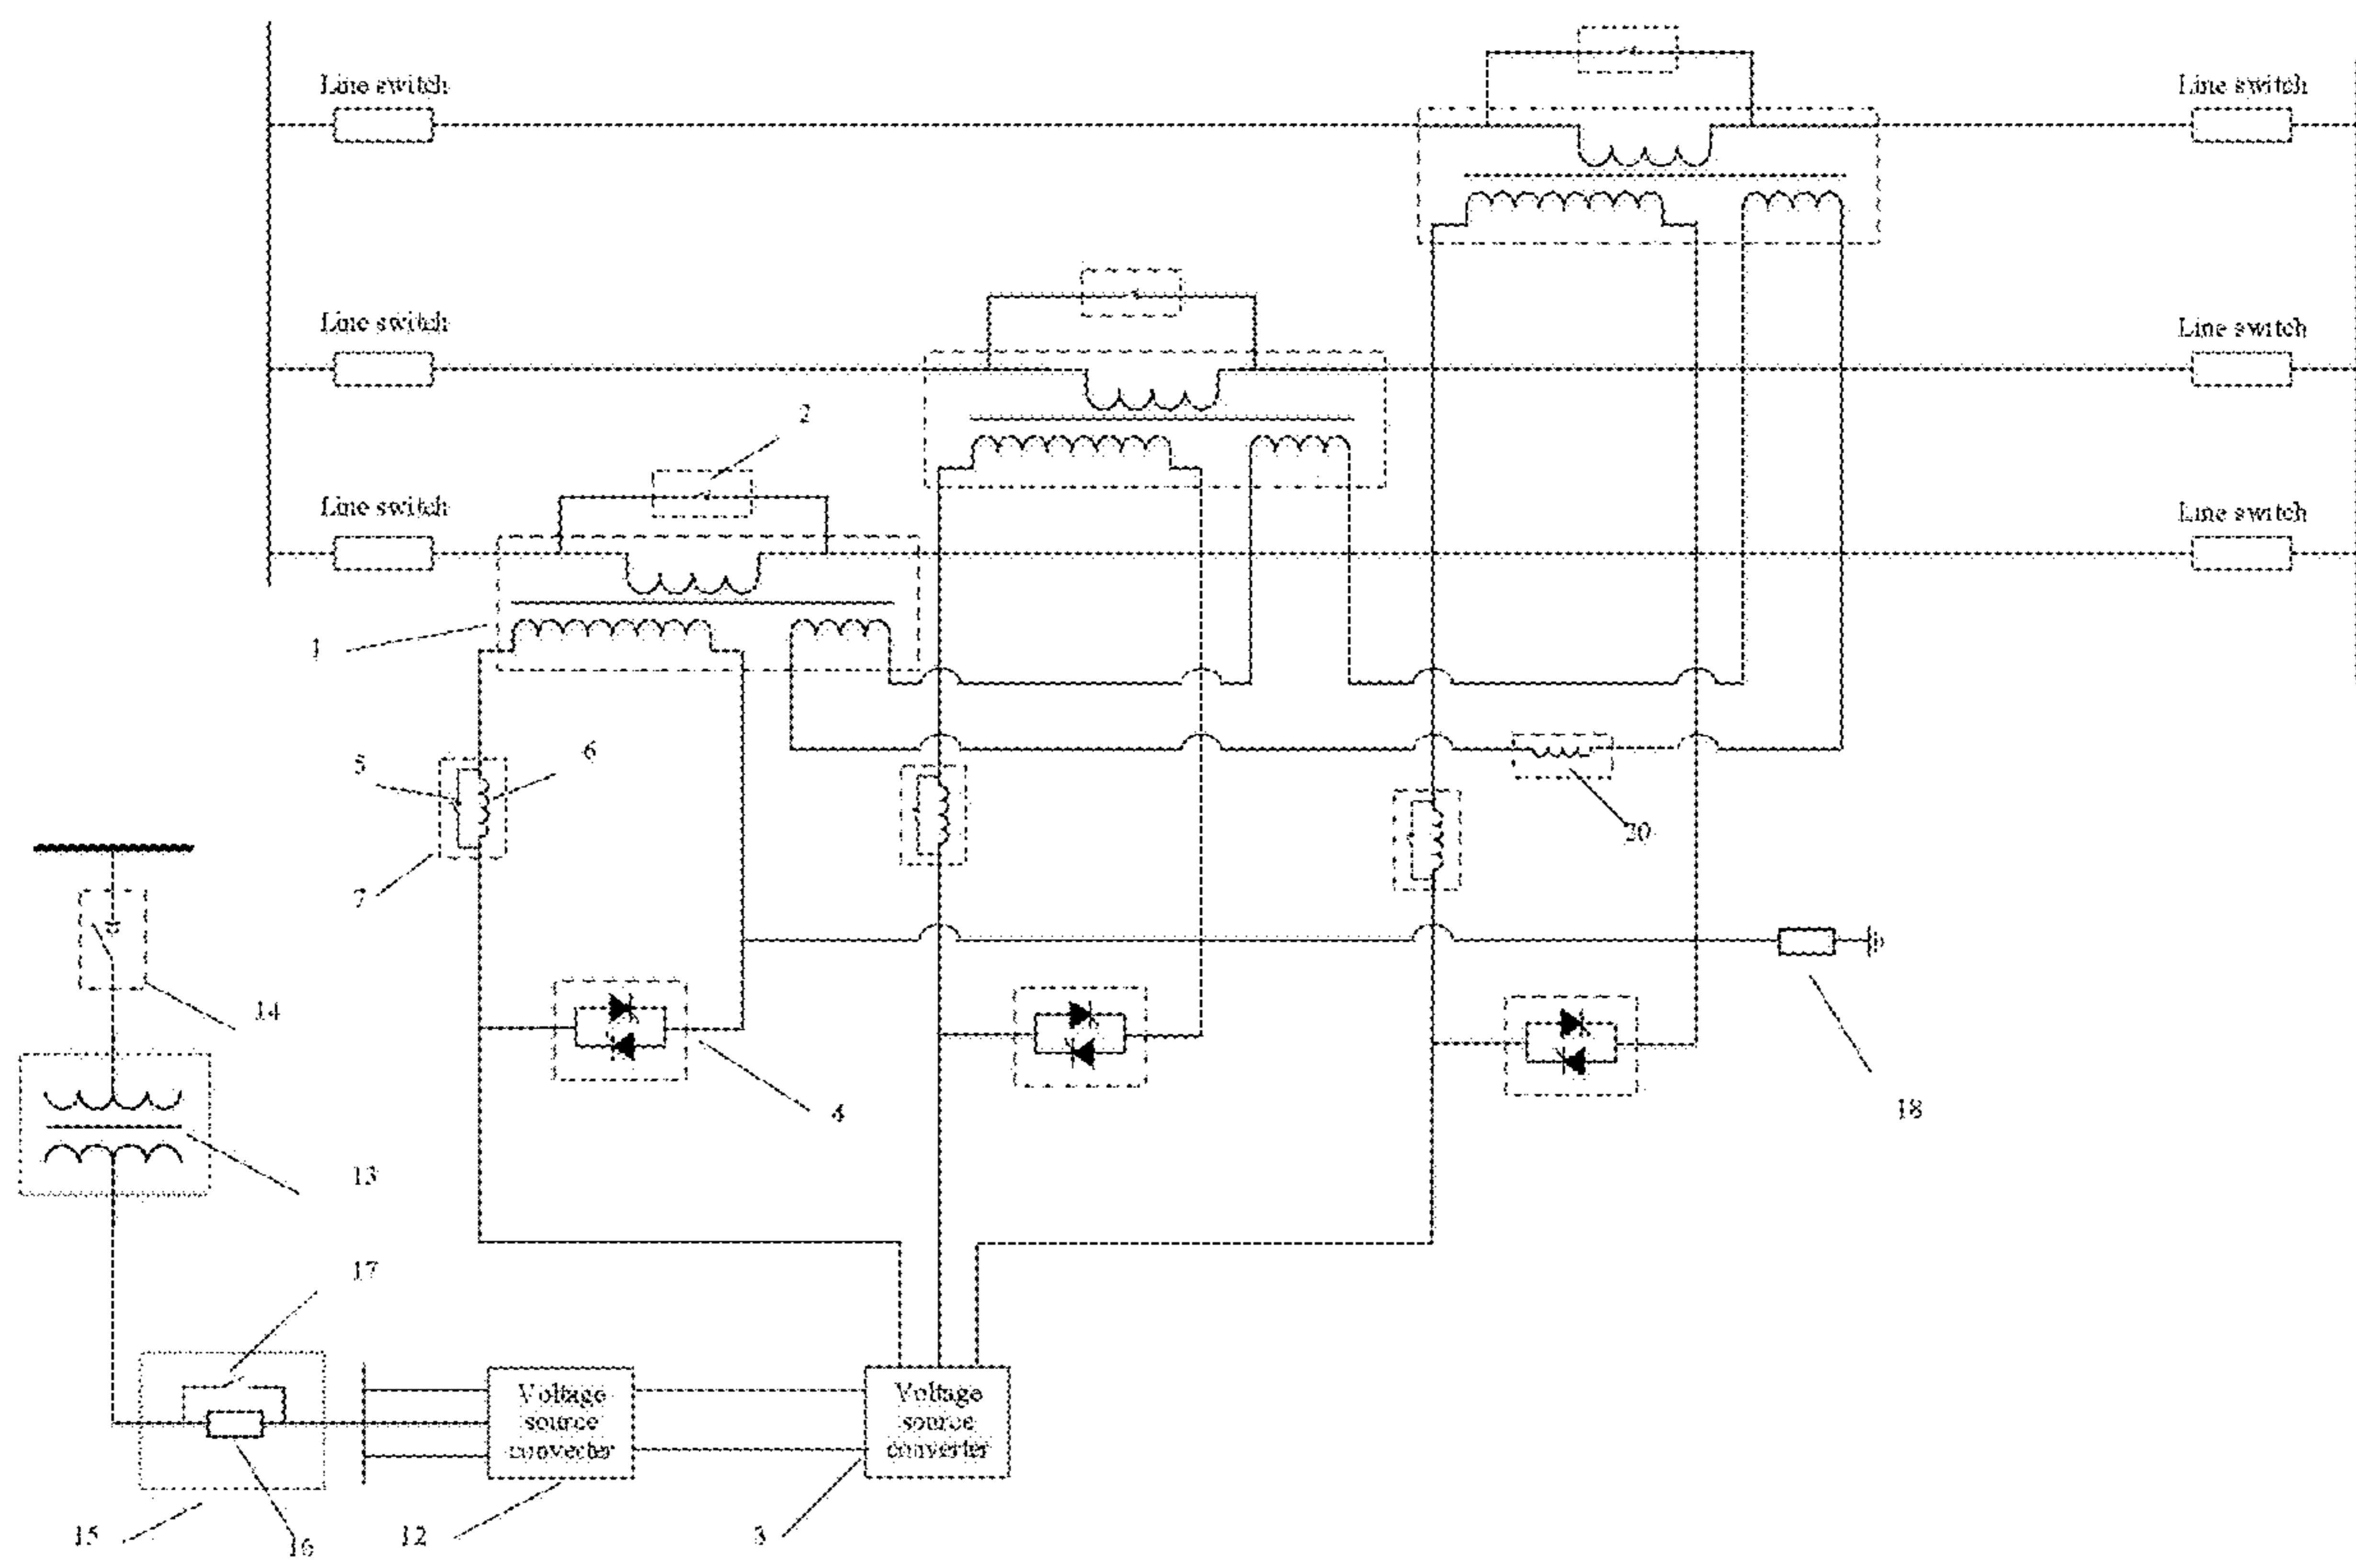 Line switch
Line switch
Line switch
Line switch
2
Line switch
Line switch
1
5
6
20
7
14
4
18
13
17
Voltage
source
convecter
Voltage
source
converter
15
16
12
3